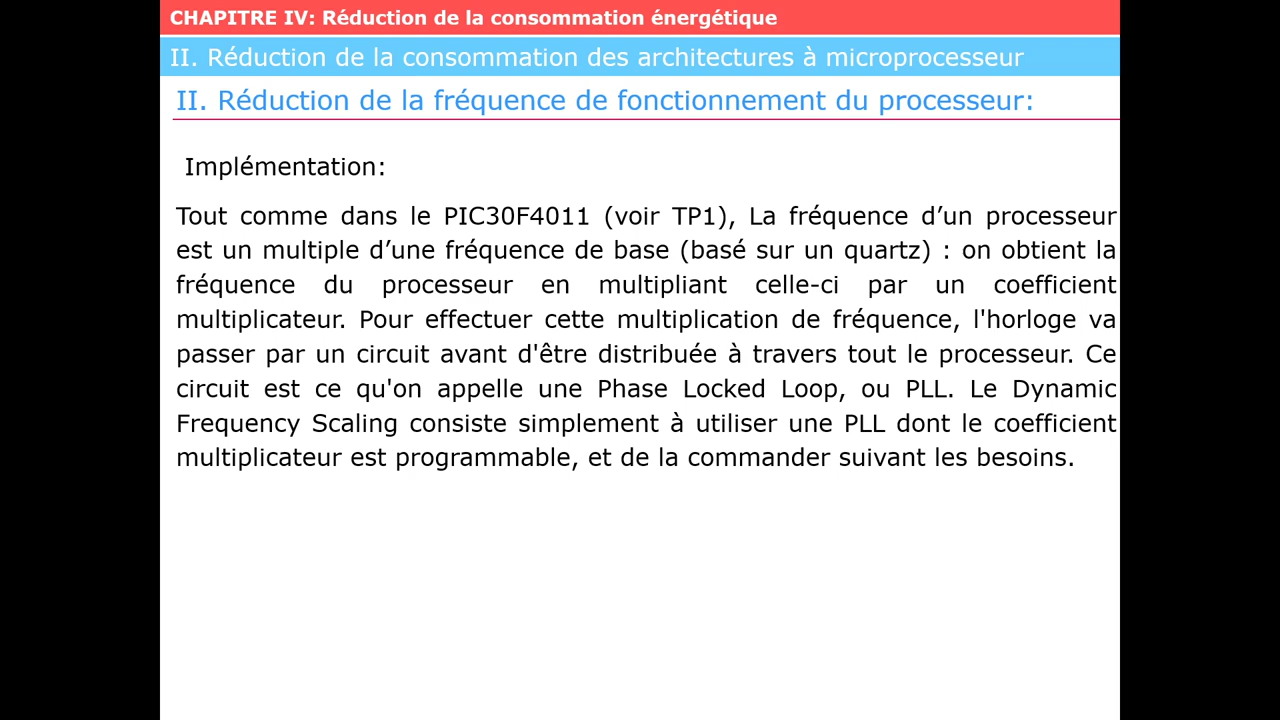 CHAPITRE IV: Réduction de la consommation énergétique
II. Réduction de la consommation des architectures à microprocesseur
II. Réduction de la fréquence de fonctionnement du processeur:
Implémentation:
Tout comme dans le PIC30F4011 (voir TP1), La fréquence d’un processeur
est un multiple d’une fréquence de base (basé sur un quartz) : on obtient la
fréquence du processeur en multipliant celle-ci par un coefficient
multiplicateur. Pour effectuer cette multiplication de fréquence, l'horloge va
passer par un circuit avant d'être distribuée à travers tout le processeur. Ce
circuit est ce qu'on appelle une Phase Locked Loop, ou PLL. Le Dynamic
Frequency Scaling consiste simplement à utiliser une PLL dont le coefficient
multiplicateur est programmable, et de la commander suivant les besoins.